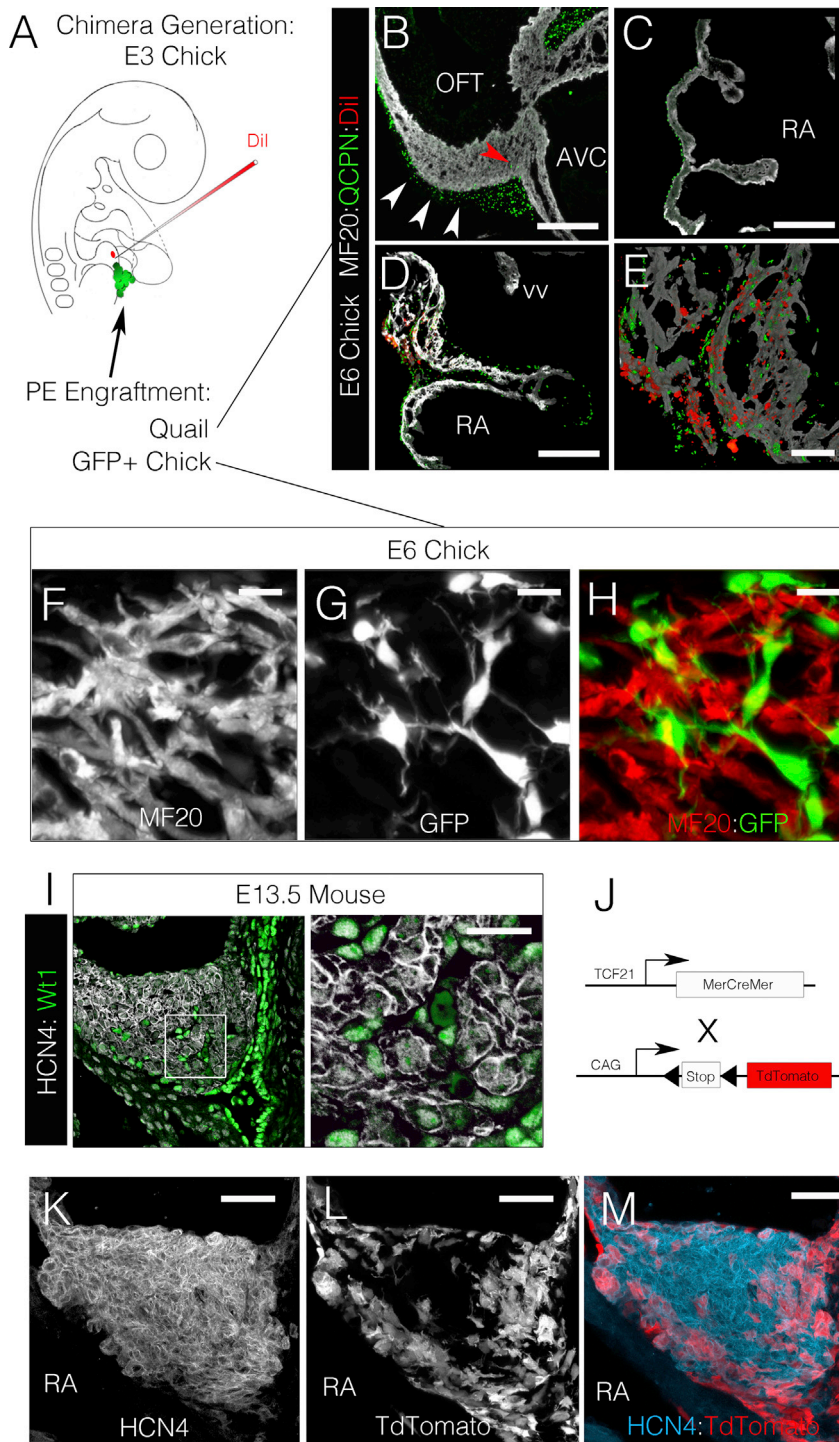 A
Chimera Generation:
E3 Chick
DiI
PE Engraftment:
Quail
GFP+ Chick
E6 Chick MF20:QCPN:DiI
B
OFT
AVC
C
RA
D
VV
RA
E
E6 Chick
F
MF20
G
GFP
H
MF20:GFP
I
E13.5 Mouse
HCN4: Wt1
J
TCF21
MerCreMer
X
CAG
Stop
TdTomato
K
RA
HCN4
L
RA
TdTomato
M
RA
HCN4:TdTomato